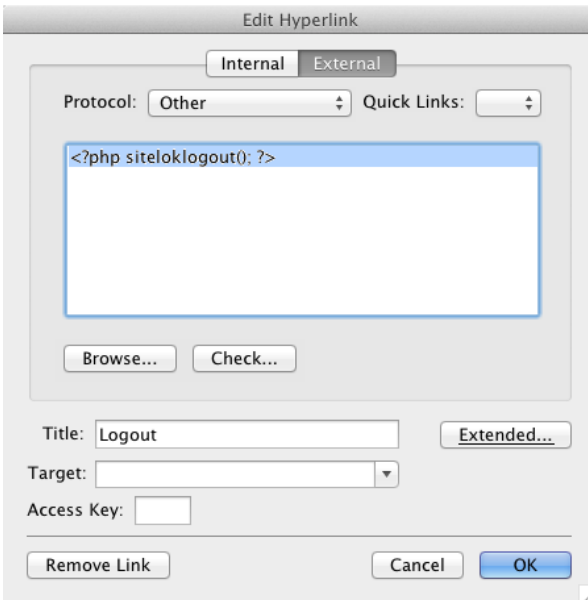 Edit Hyperlink
Internal External
Protocol: Other Quick Links:
<?php siteloklogout(); ?>
Browse... Check...
Title: Logout Extended...
Target:
Access Key:
Remove Link Cancel OK